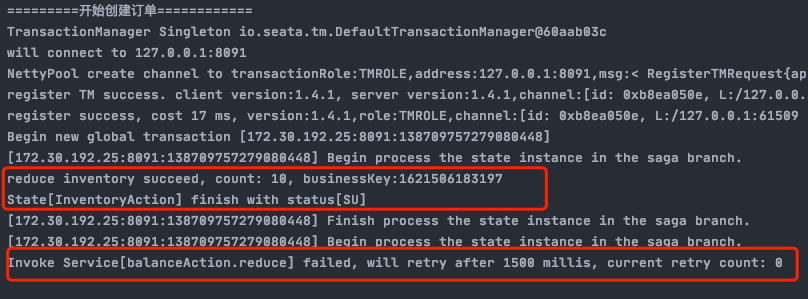 =========开始创建订单============
TransactionManager Singleton io.seata.tm.DefaultTransactionManager@60aab03c
will connect to 127.0.0.1:8091
NettyPool create channel to transactionRole:TMROLE,address:127.0.0.1:8091,msg:< RegisterTMRequest{ap
register TM success. client version:1.4.1, server version:1.4.1,channel:[id: 0xb8ea050e, L:/127.0.0.
register success, cost 17 ms, version:1.4.1,role:TMROLE,channel:[id: 0xb8ea050e, L:/127.0.0.1:61509
Begin new global transaction [172.30.192.25:8091:138709757279080448]
[172.30.192.25:8091:138709757279080448] Begin process the state instance in the saga branch.
reduce inventory succeed, count: 10, businessKey:1621506183197
State[InventoryAction] finish with status[SU]
[172.30.192.25:8091:138709757279080448] Finish process the state instance in the saga branch.
[172.30.192.25:8091:138709757279080448] Begin process the state instance in the saga branch.
Invoke Service[balanceAction.reduce] failed, will retry after 1500 millis, current retry count: 0